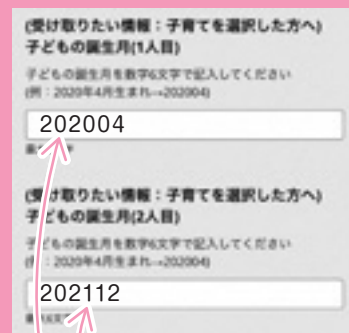 (受け取りたい情報：子育てを選択した方へ)
子どもの誕生月(1人目)
子どもの誕生月を数字6文字で記入してください
(例：2020年4月生まれ→202004)
202004
(受け取りたい情報：子育てを選択した方へ)
子どもの誕生月(2人目)
子どもの誕生月を数字6文字で記入してください
(例：2020年4月生まれ→202004)
202112